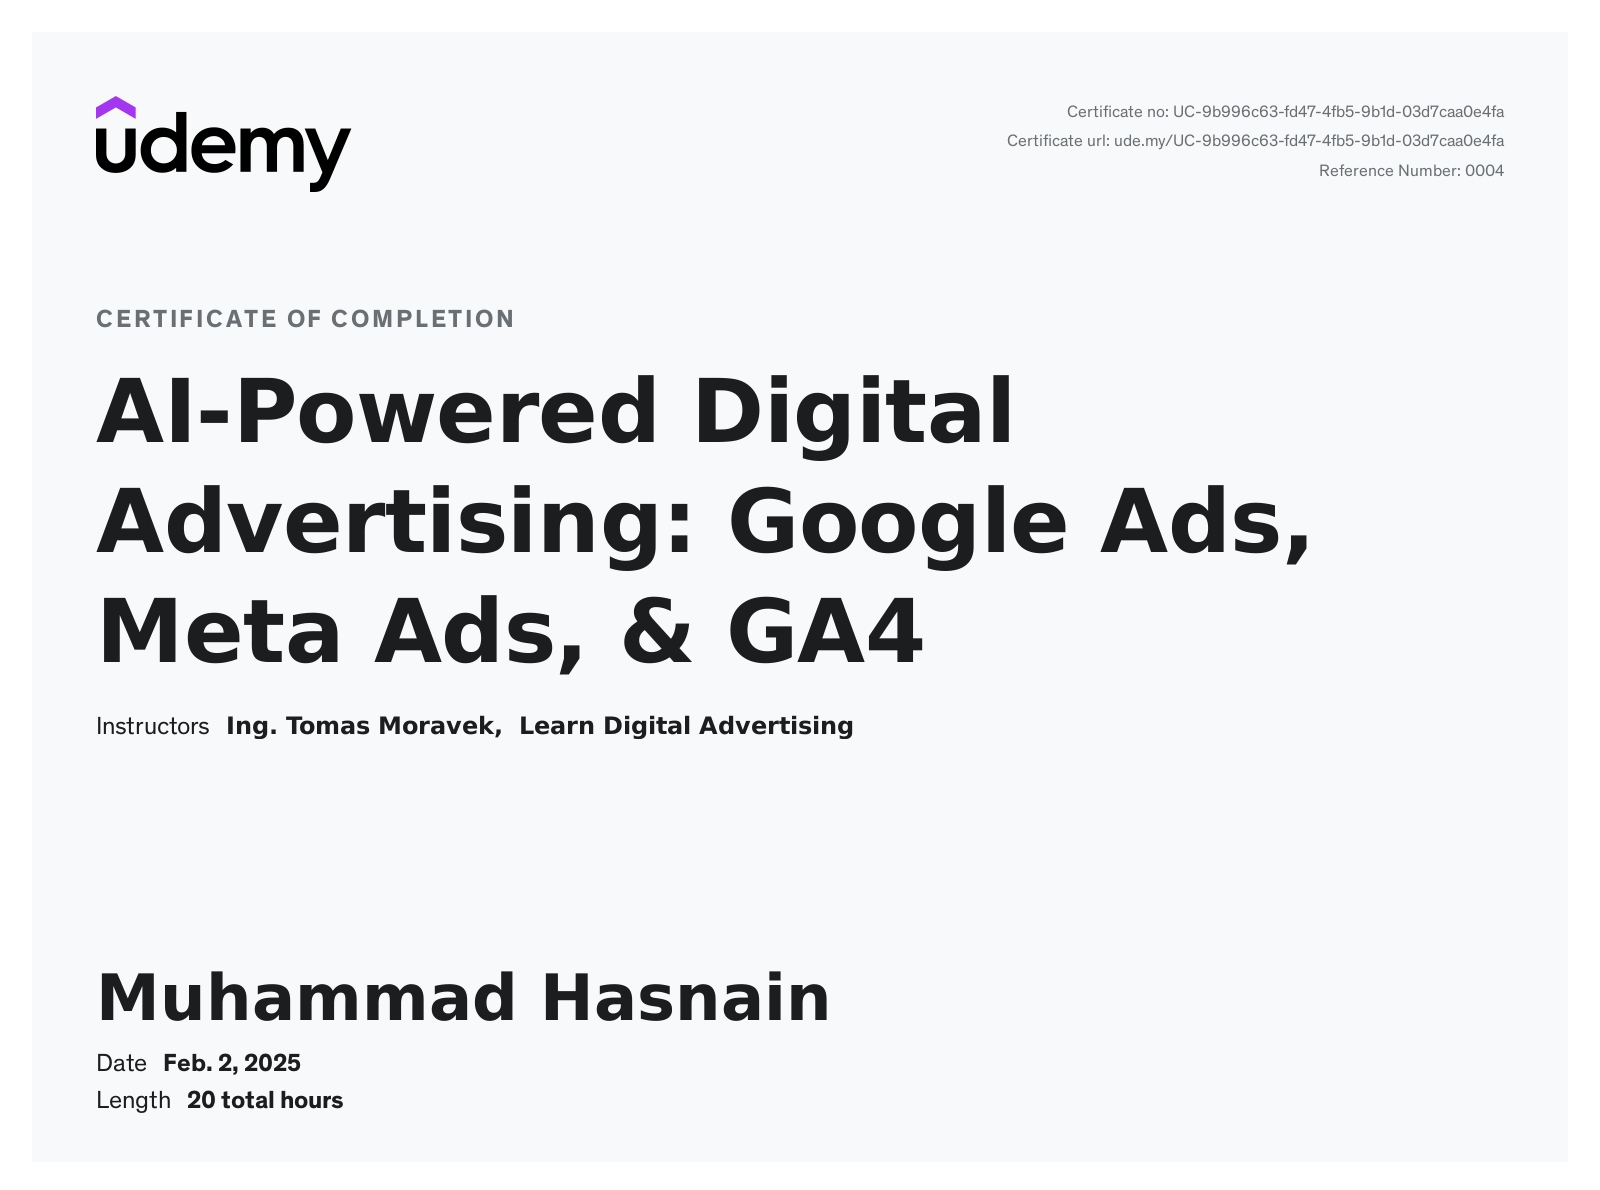 udemy
Certificate no: UC-9b996c63-fd47-4fb5-9b1d-03d7caa0e4fa
Certificate url: ude.my/UC-9b996c63-fd47-4fb5-9b1d-03d7caa0e4fa
Reference Number: 0004
CERTIFICATE OF COMPLETION
AI-Powered Digital
Advertising: Google Ads,
Meta Ads, & GA4
Instructors Ing. Tomas Moravek, Learn Digital Advertising
Muhammad Hasnain
Date Feb. 2, 2025
Length 20 total hours